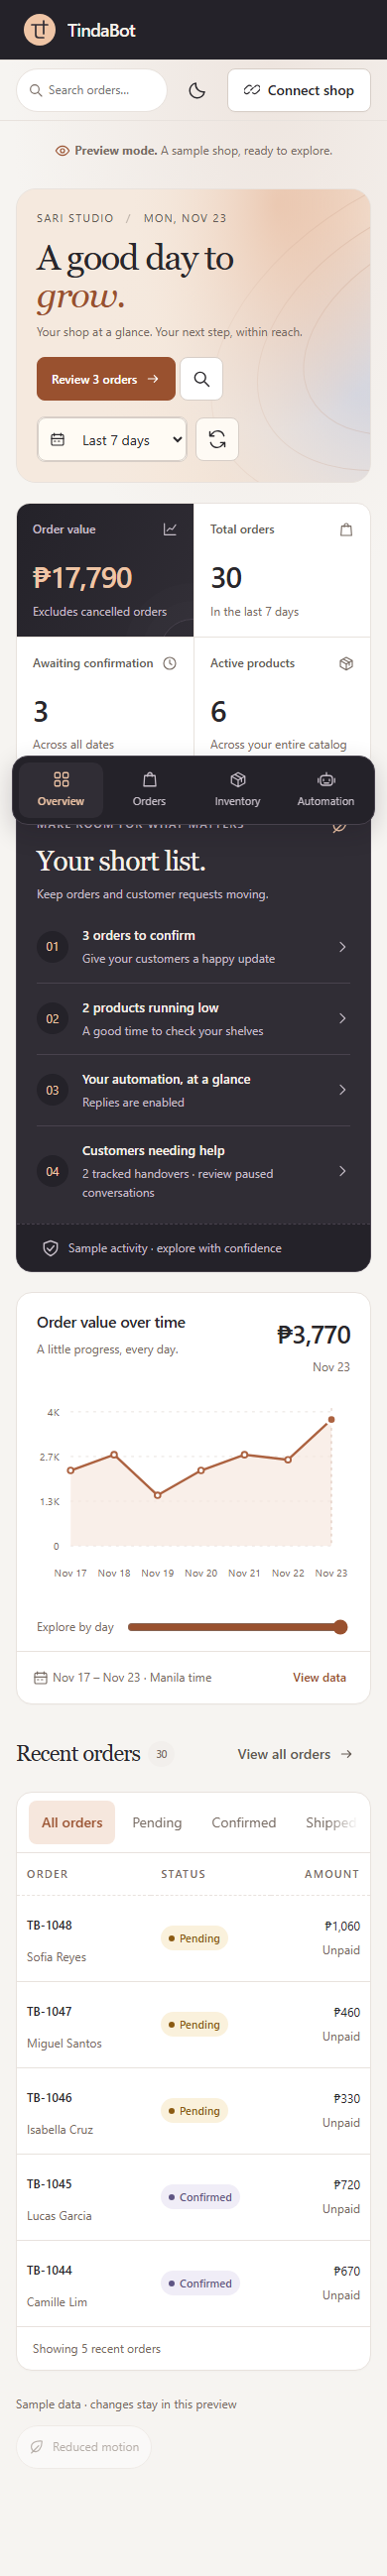 TindaBot
Search orders...
Connect shop
Preview mode. A sample shop, ready to explore.
SARI STUDIO / MON, NOV 23
A good day to
grow.
Your shop at a glance. Your next step, within reach.
Review 3 orders →
Last 7 days
Order value
₱17,790
Excludes cancelled orders
Total orders
30
In the last 7 days
Awaiting confirmation
3
Across all dates
Active products
6
Across your entire catalog
Overview
Orders
Inventory
Automation
MAKE ROOM FOR WHAT MATTERS
Your short list.
Keep orders and customer requests moving.
01
3 orders to confirm
Give your customers a happy update
02
2 products running low
A good time to check your shelves
03
Your automation, at a glance
Replies are enabled
04
Customers needing help
2 tracked handovers · review paused
conversations
Sample activity · explore with confidence
Order value over time
A little progress, every day.
₱3,770
Nov 23
4K
2.7K
1.3K
0
Nov 17 Nov 18 Nov 19 Nov 20 Nov 21 Nov 22 Nov 23
Explore by day
Nov 17 – Nov 23 · Manila time
View data
Recent orders 30
View all orders →
All orders Pending Confirmed Shipped
ORDER STATUS AMOUNT
TB-1048
Sofia Reyes
Pending
₱1,060
Unpaid
TB-1047
Miguel Santos
Pending
₱460
Unpaid
TB-1046
Isabella Cruz
Pending
₱330
Unpaid
TB-1045
Lucas Garcia
Confirmed
₱720
Unpaid
TB-1044
Camille Lim
Confirmed
₱670
Unpaid
Showing 5 recent orders
Sample data · changes stay in this preview
Reduced motion